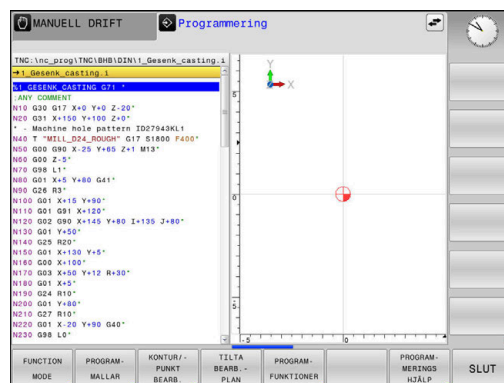 MANUELL DRIFT
Programmering
TNC:\nc_prog\TNC\BHB\DIN\1_Gesenk_casting.i
→1_Gesenk_casting.i
%1_GESENK_CASTING G71 *
;ANY COMMENT
N10 G30 G17 X+0 Y+0 Z-20*
N20 G31 X+150 Y+100 Z+0*
* - Machine hole pattern ID27943KL1
N40 T "MILL_D24_ROUGH" G17 S1800 F400*
N50 G00 G90 X-25 Y+65 Z+1 M13*
N60 G00 Z-5*
N70 G98 L1*
N80 G01 X+5 Y+80 G41*
N90 G26 R3*
N100 G01 X+15 Y+90*
N110 G01 G91 X+120*
N120 G02 G90 X+145 Y+80 I+135 J+80*
N130 G01 Y+50*
N140 G25 R20*
N150 G01 X+130 Y+5*
N160 G00 X+100*
N170 G03 X+50 Y+12 R+30*
N180 G01 X+5*
N190 G24 R10*
N200 G01 Y+80*
N210 G27 R10*
N220 G01 X-20 Y+90 G40*
N230 G98 L0*
Y
X
5
0
-5
-5
0
FUNCTION
MODE
PROGRAM-
MALLAR
KONTUR/-
PUNKT
BEARB.
TILTA
BEARB.-
PLAN
PROGRAM-
FUNKTIONER
PROGRAM-
MERINGS
HJÄLP
SLUT